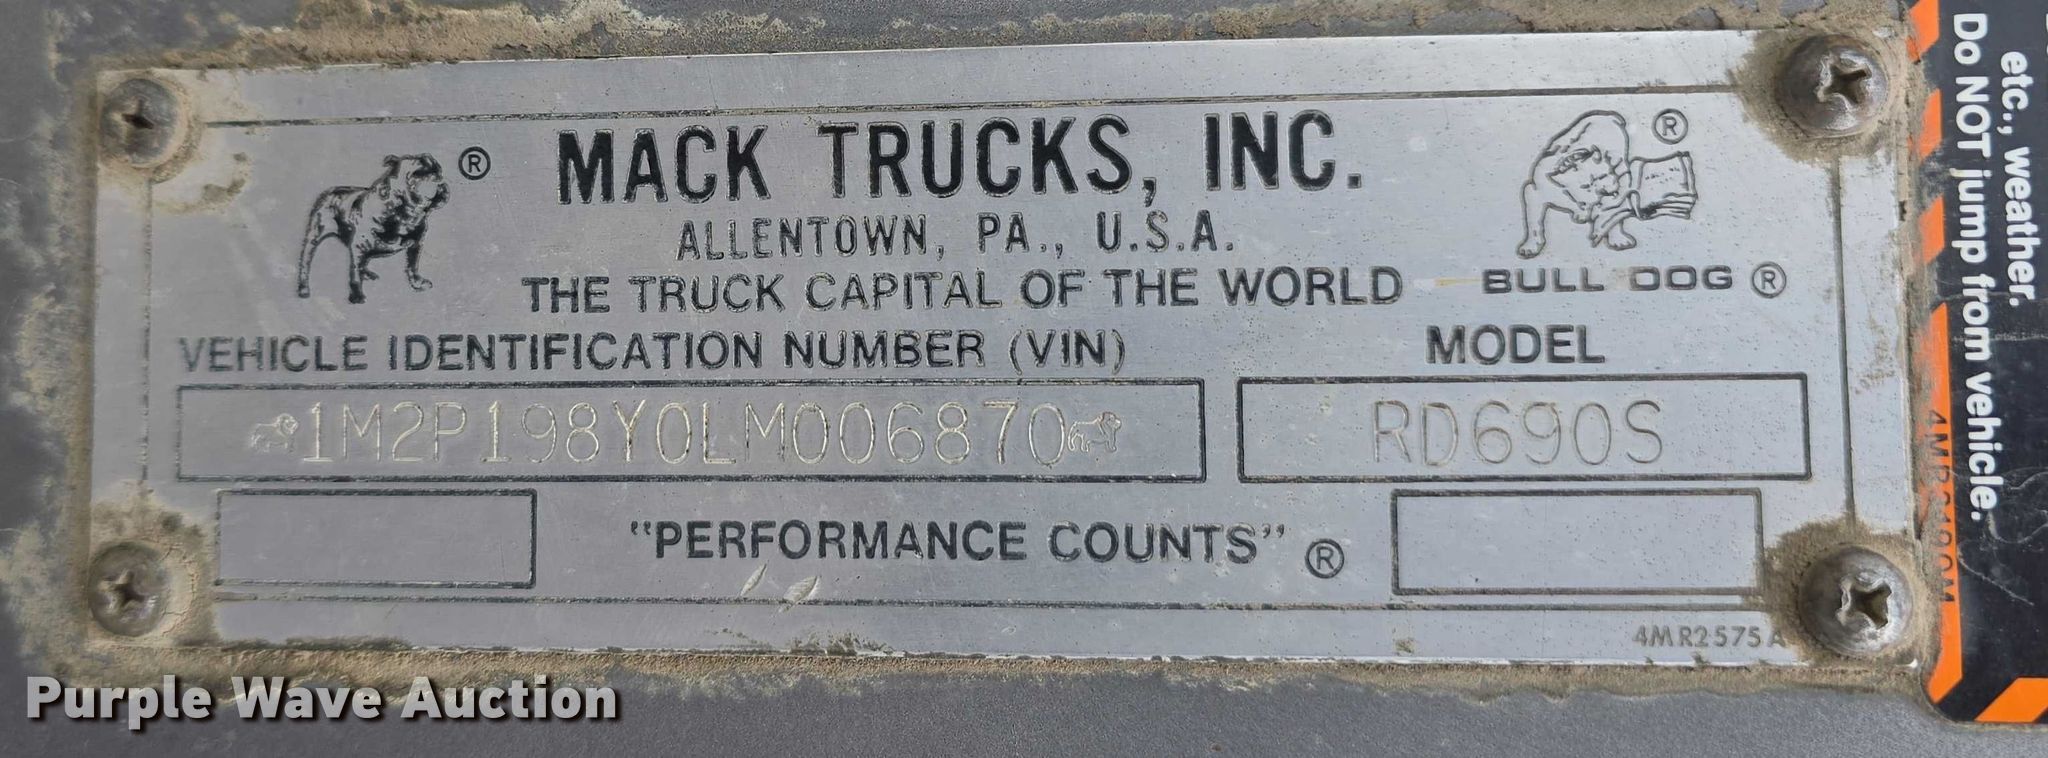 ®
MACK TRUCKS, INC.
®
ALLENTOWN, PA., U.S.A.
THE TRUCK CAPITAL OF THE WORLD
BULL DOG ®
VEHICLE IDENTIFICATION NUMBER (VIN)
MODEL
1M2P198Y0LM006870
RD690S
"PERFORMANCE COUNTS" ®
4MR2575A
etc., weather.
Do NOT jump from vehicle.
Purple Wave Auction